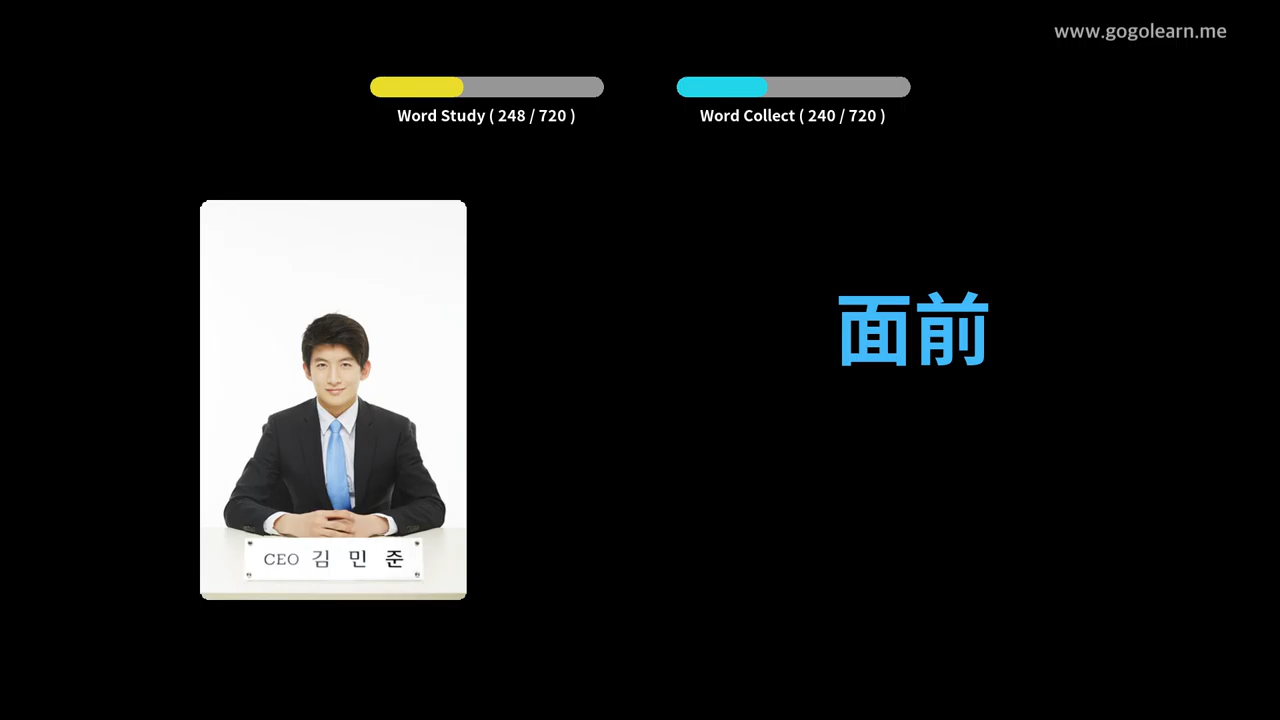 www.gogolearn.me
Word Study ( 248 / 720 )
Word Collect ( 240 / 720 )
面前
CEO 김 민 준